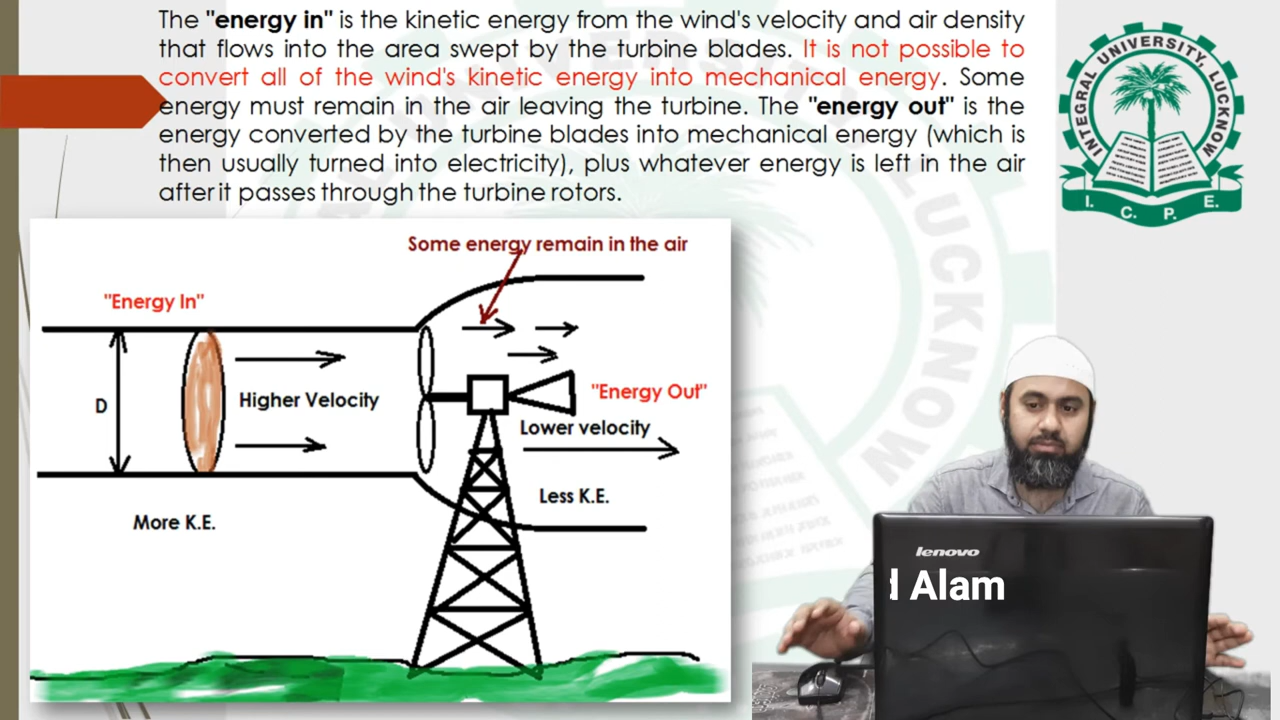 The "energy in" is the kinetic energy from the wind's velocity and air density
that flows into the area swept by the turbine blades. It is not possible to
convert all of the wind's kinetic energy into mechanical energy. Some
energy must remain in the air leaving the turbine. The "energy out" is the
energy converted by the turbine blades into mechanical energy (which is
then usually turned into electricity), plus whatever energy is left in the air
after it passes through the turbine rotors.
INTEGRAL UNIVERSITY, LUCKNOW
I. C. P. E.
Some energy remain in the air
"Energy In"
D
Higher Velocity
"Energy Out"
Lower velocity
Less K.E.
More K.E.
LUCKNOW
lenovo
d Alam